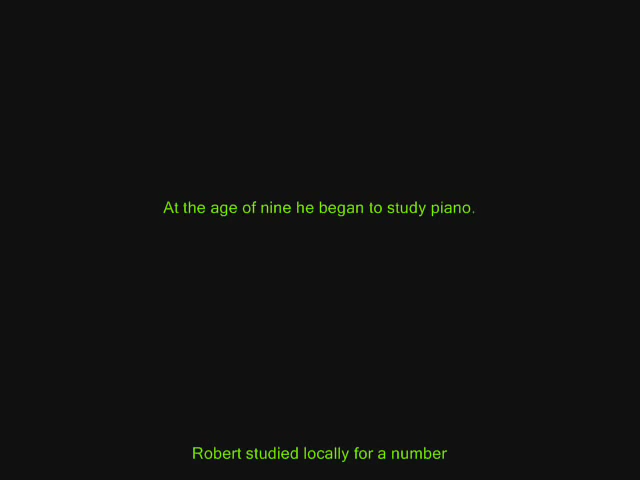 At the age of nine he began to study piano.
Robert studied locally for a number